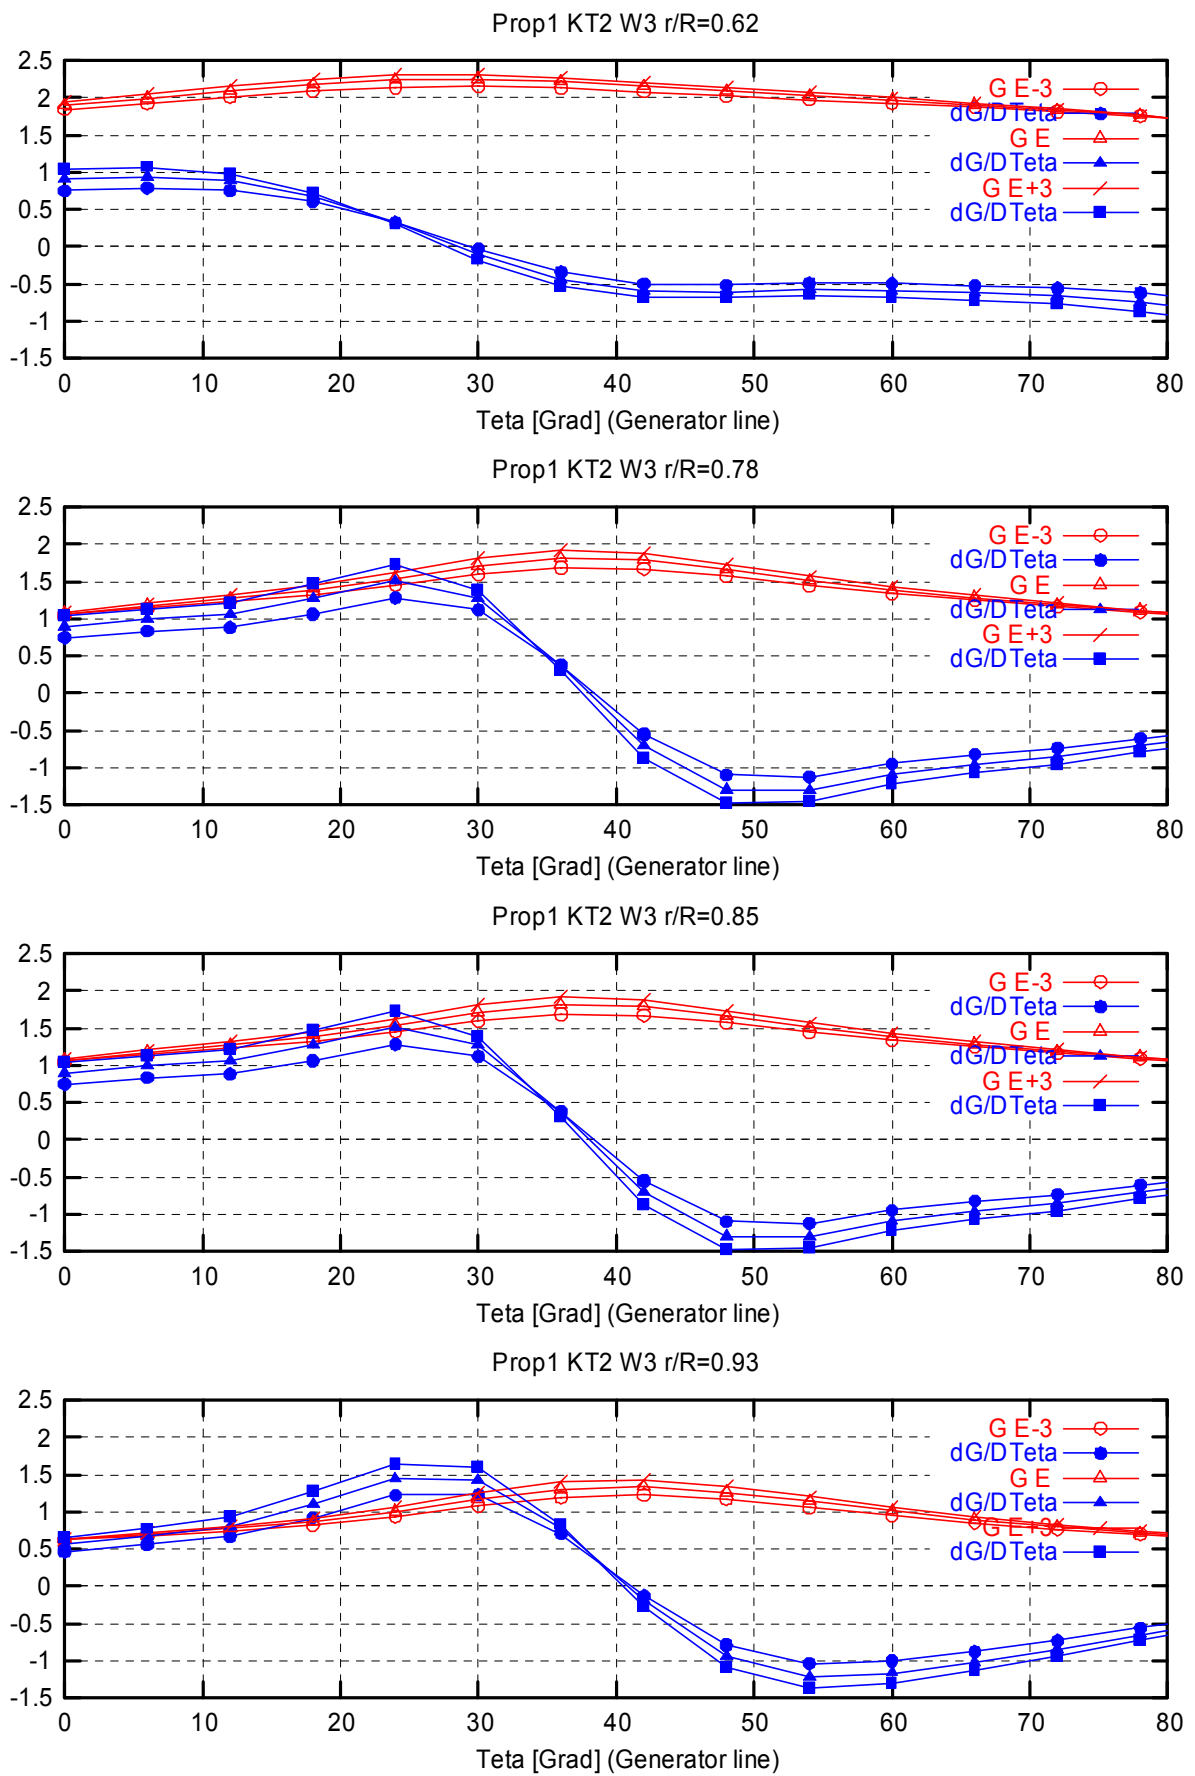 Prop1 KT2 W3 r/R=0.62
2.5
2
1.5
1
0.5
0
-0.5
-1
-1.5
G E-3
dG/DTeta
G E
dG/DTeta
G E+3
dG/DTeta
0 10 20 30 40 50 60 70 80
Teta [Grad] (Generator line)
Prop1 KT2 W3 r/R=0.78
2.5
2
1.5
1
0.5
0
-0.5
-1
-1.5
G E-3
dG/DTeta
G E
dG/DTeta
G E+3
dG/DTeta
0 10 20 30 40 50 60 70 80
Teta [Grad] (Generator line)
Prop1 KT2 W3 r/R=0.85
2.5
2
1.5
1
0.5
0
-0.5
-1
-1.5
G E-3
dG/DTeta
G E
dG/DTeta
G E+3
dG/DTeta
0 10 20 30 40 50 60 70 80
Teta [Grad] (Generator line)
Prop1 KT2 W3 r/R=0.93
2.5
2
1.5
1
0.5
0
-0.5
-1
-1.5
G E-3
dG/DTeta
G E
dG/DTeta
G E+3
dG/DTeta
0 10 20 30 40 50 60 70 80
Teta [Grad] (Generator line)